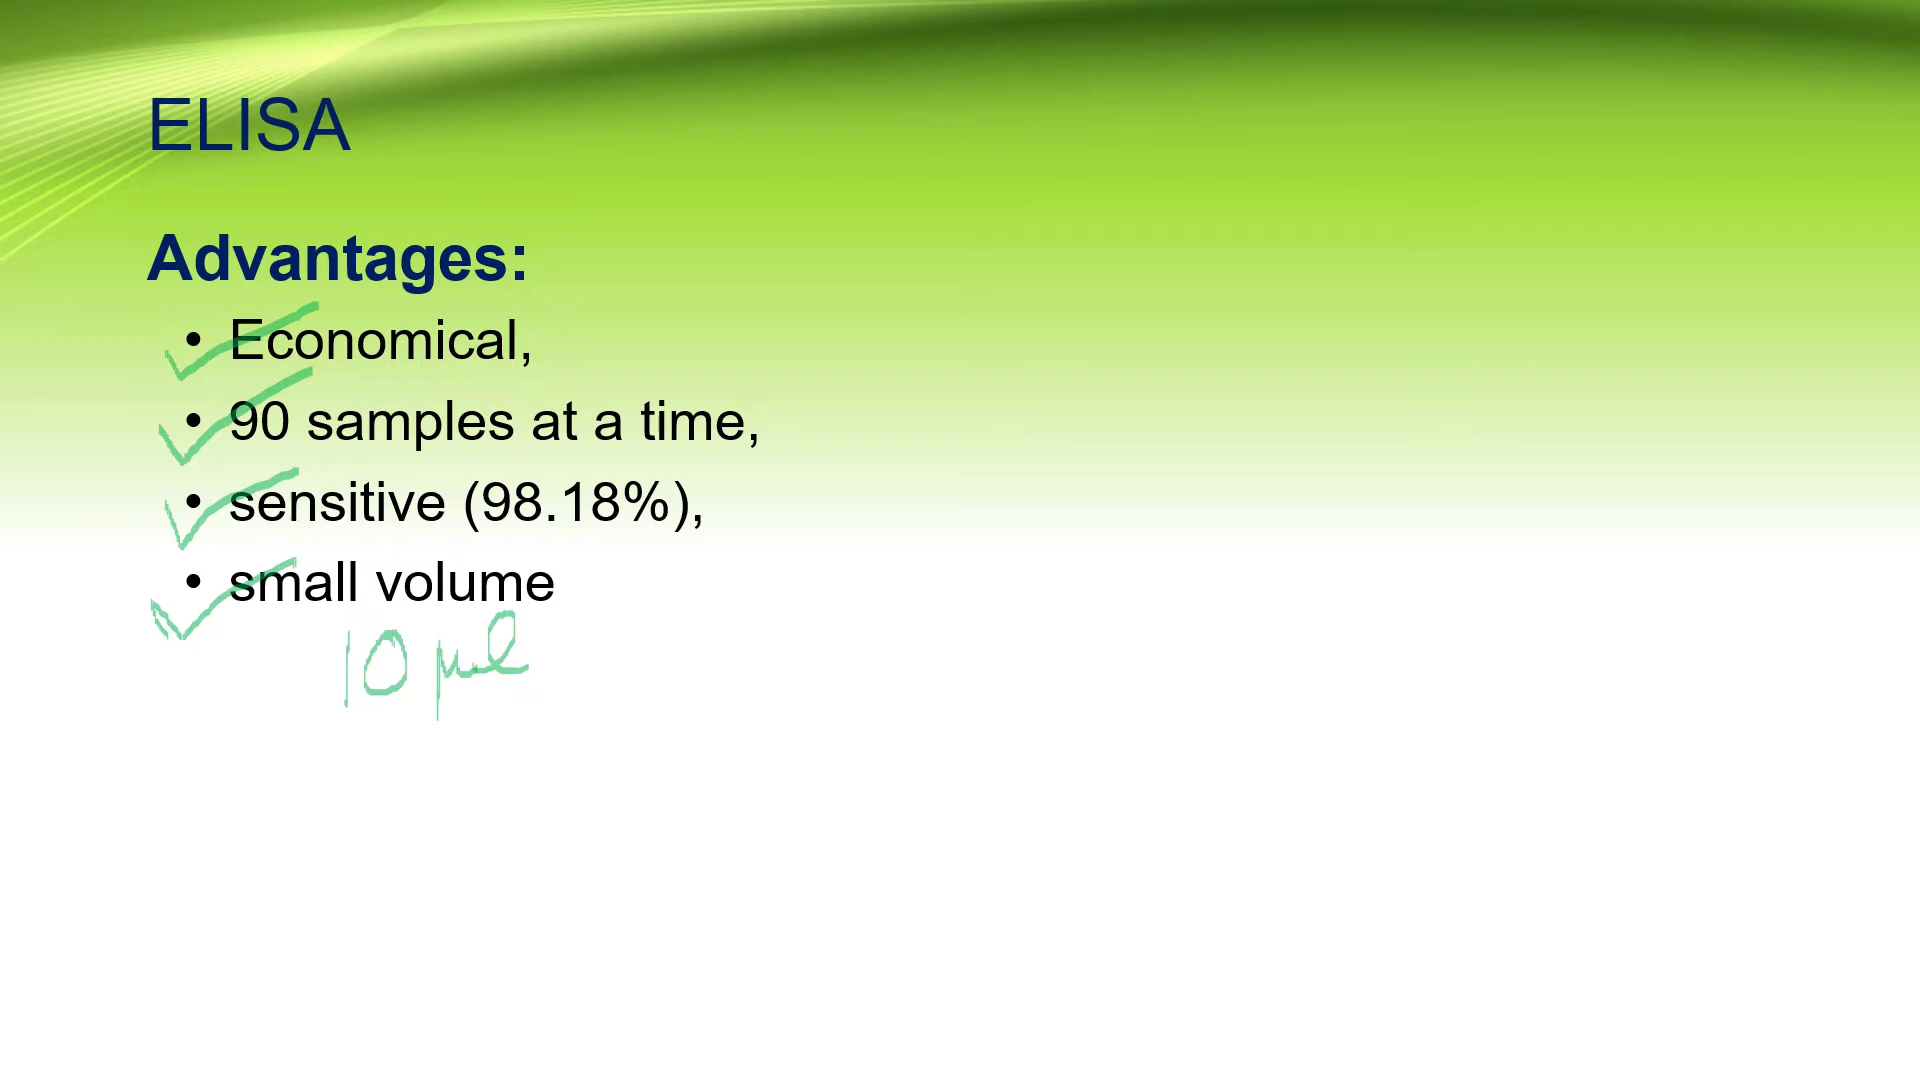 ELISA
Advantages:
• Economical,
• 90 samples at a time,
• sensitive (98.18%),
• small volume
10 μl